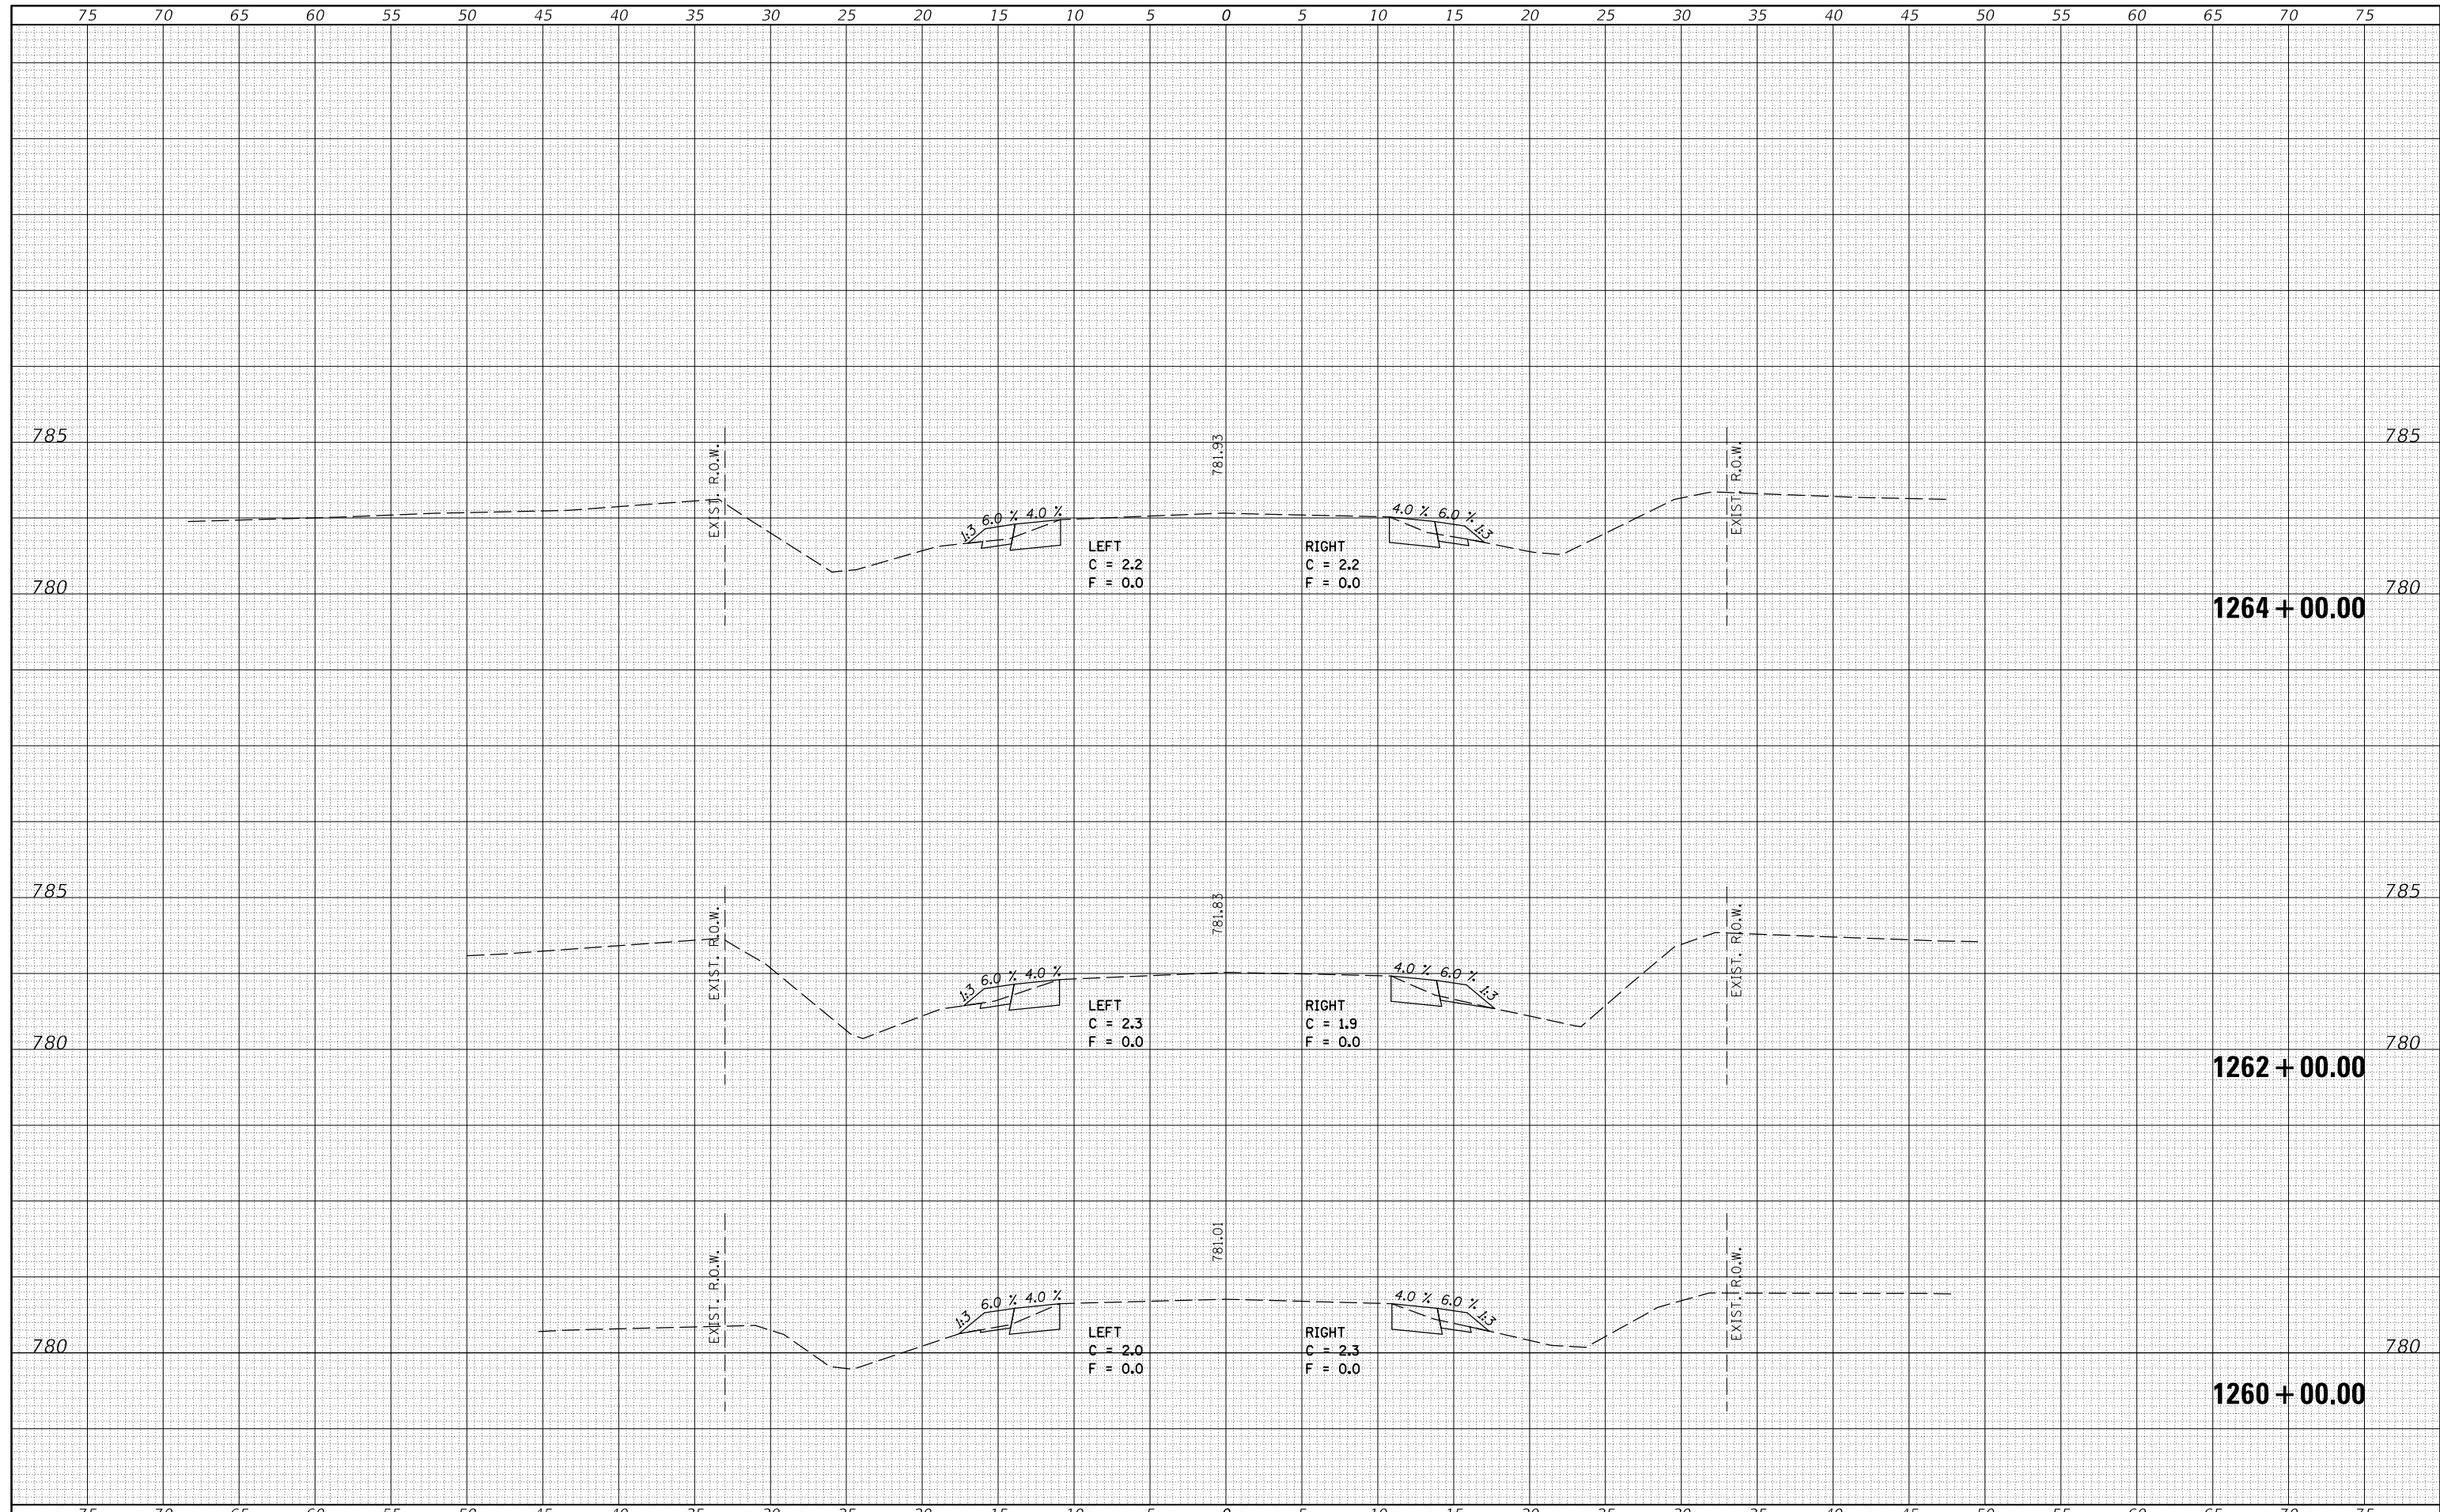 75 70 65 60 55 50 45 40 35 30 25 20 15 10 5 0 5 10 15 20 25 30 35 40 45 50 55 60 65 70 75
785 785
EXIST. R.O.W.
781.93
EXIST. R.O.W.
1:3 6.0 % 4.0 %
4.0 % 6.0 % 1:3
LEFT
C = 2.2
F = 0.0
RIGHT
C = 2.2
F = 0.0
780 780
1264 + 00.00
785 785
EXIST. R.O.W.
781.83
EXIST. R.O.W.
1:3 6.0 % 4.0 %
4.0 % 6.0 % 1:3
LEFT
C = 2.3
F = 0.0
RIGHT
C = 1.9
F = 0.0
780 780
1262 + 00.00
EXIST. R.O.W.
781.01
EXIST. R.O.W.
1:3 6.0 % 4.0 %
4.0 % 6.0 % 1:3
LEFT
C = 2.0
F = 0.0
RIGHT
C = 2.3
F = 0.0
780 780
1260 + 00.00
75 70 65 60 55 50 45 40 35 30 25 20 15 10 5 0 5 10 15 20 25 30 35 40 45 50 55 60 65 70 75